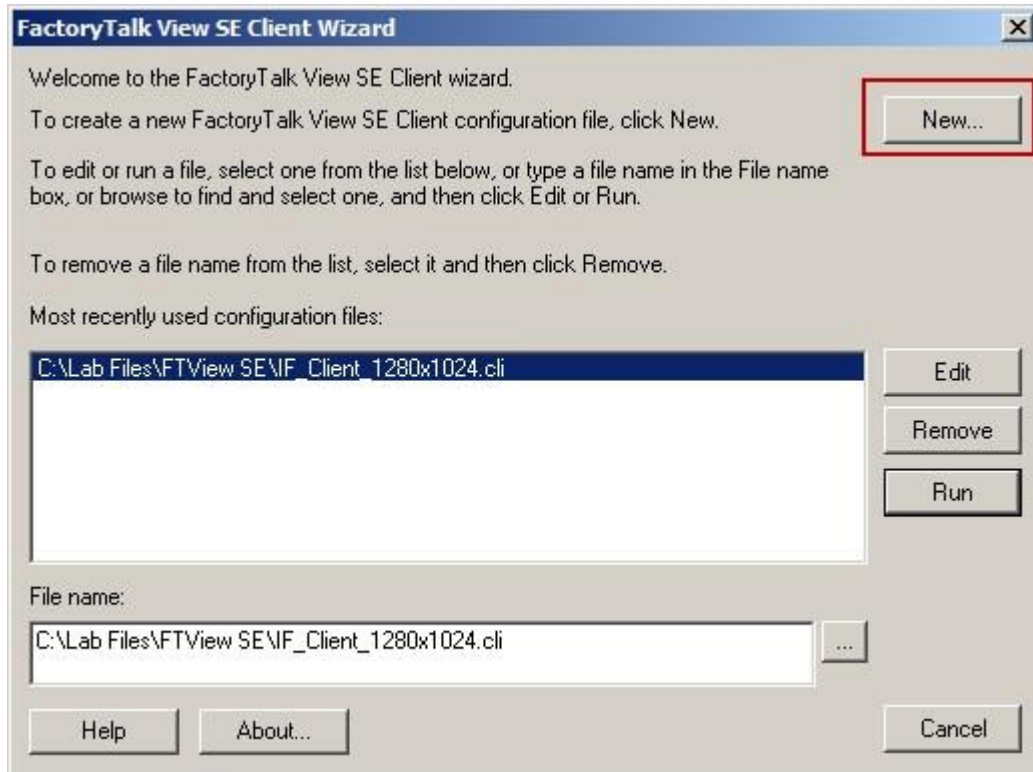 FactoryTalk View SE Client Wizard
Welcome to the FactoryTalk View SE Client wizard.
To create a new FactoryTalk View SE Client configuration file, click New.
New...
To edit or run a file, select one from the list below, or type a file name in the File name
box, or browse to find and select one, and then click Edit or Run.
To remove a file name from the list, select it and then click Remove.
Most recently used configuration files:
C:\Lab Files\FTView SE\IF_Client_1280x1024.cli
Edit
Remove
Run
File name:
C:\Lab Files\FTView SE\IF_Client_1280x1024.cli
...
Help
About...
Cancel